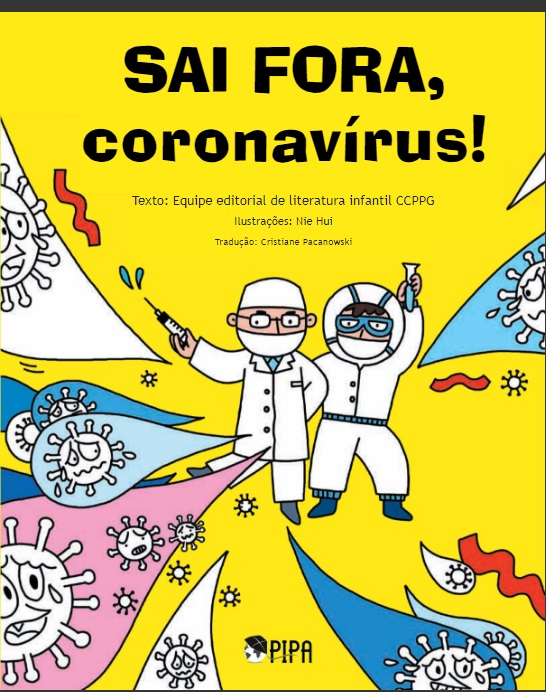 SAI FORA,
coronavírus!
Texto: Equipe editorial de literatura infantil CCPPG
Ilustrações: Nie Hui
Tradução: Cristiane Pacanowski
PIPA